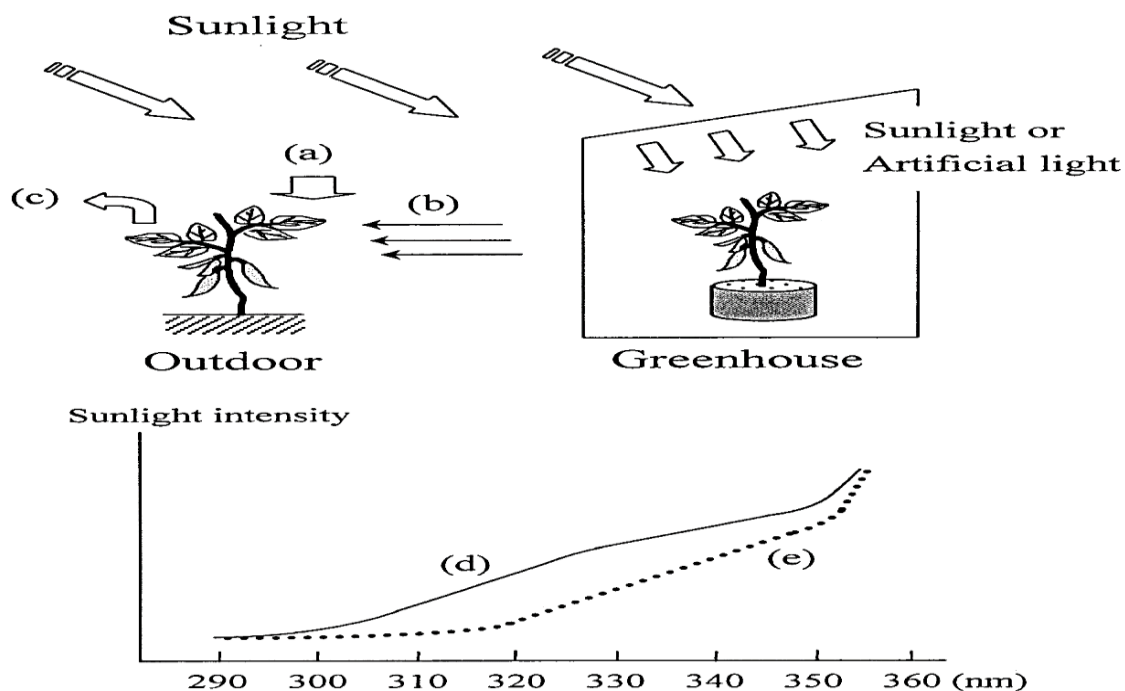 Sunlight
Sunlight or
Artificial light
(a)
(c)
(b)
Outdoor
Greenhouse
Sunlight intensity
(d)
(e)
290 300 310 320 330 340 350 360 (nm)